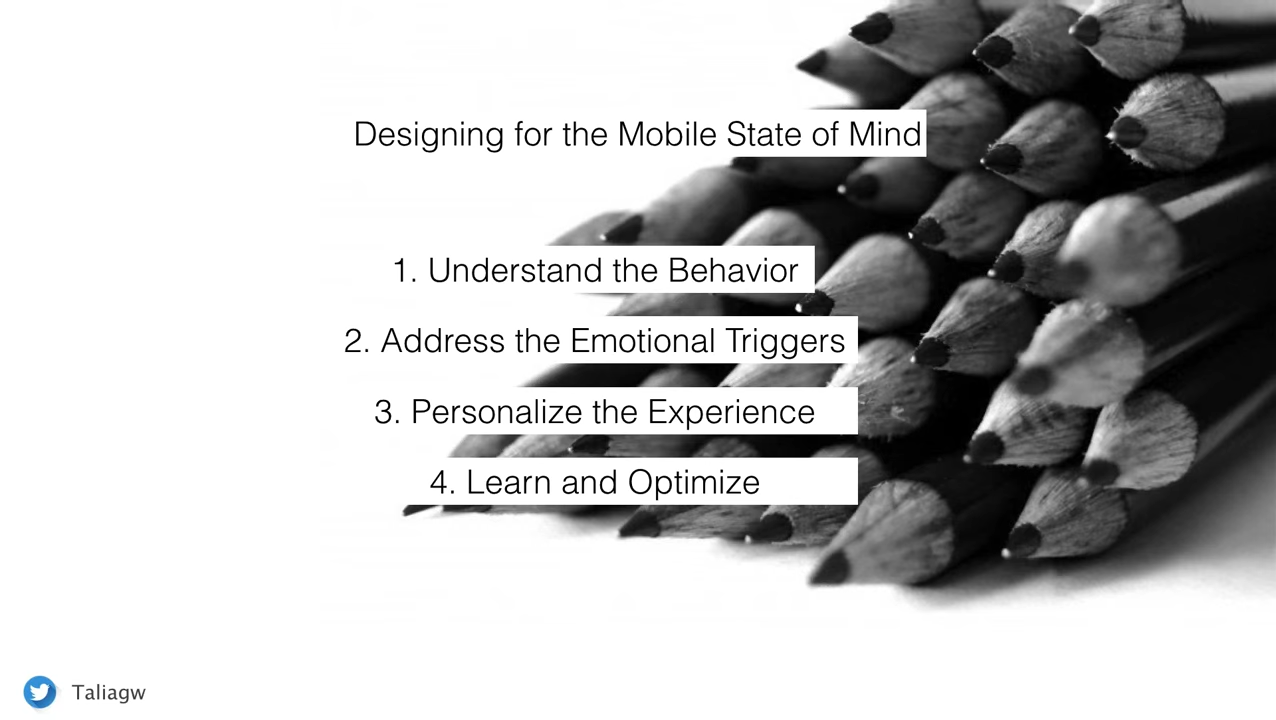 Designing for the Mobile State of Mind
1. Understand the Behavior
2. Address the Emotional Triggers
3. Personalize the Experience
4. Learn and Optimize
Taliagw